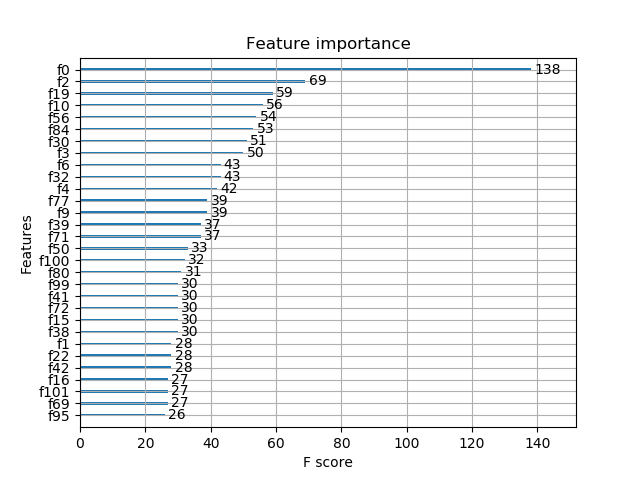 Feature importance
f0 138
f2 69
f19 59
f10 56
f56 54
f84 53
f30 51
f3 50
f6 43
f32 43
f4 42
f77 39
f9 39
f39 37
f71 37
f50 33
f100 32
f80 31
f99 30
f41 30
f72 30
f15 30
f38 30
f1 28
f22 28
f42 28
f16 27
f101 27
f69 27
f95 26
0 20 40 60 80 100 120 140
F score
Features